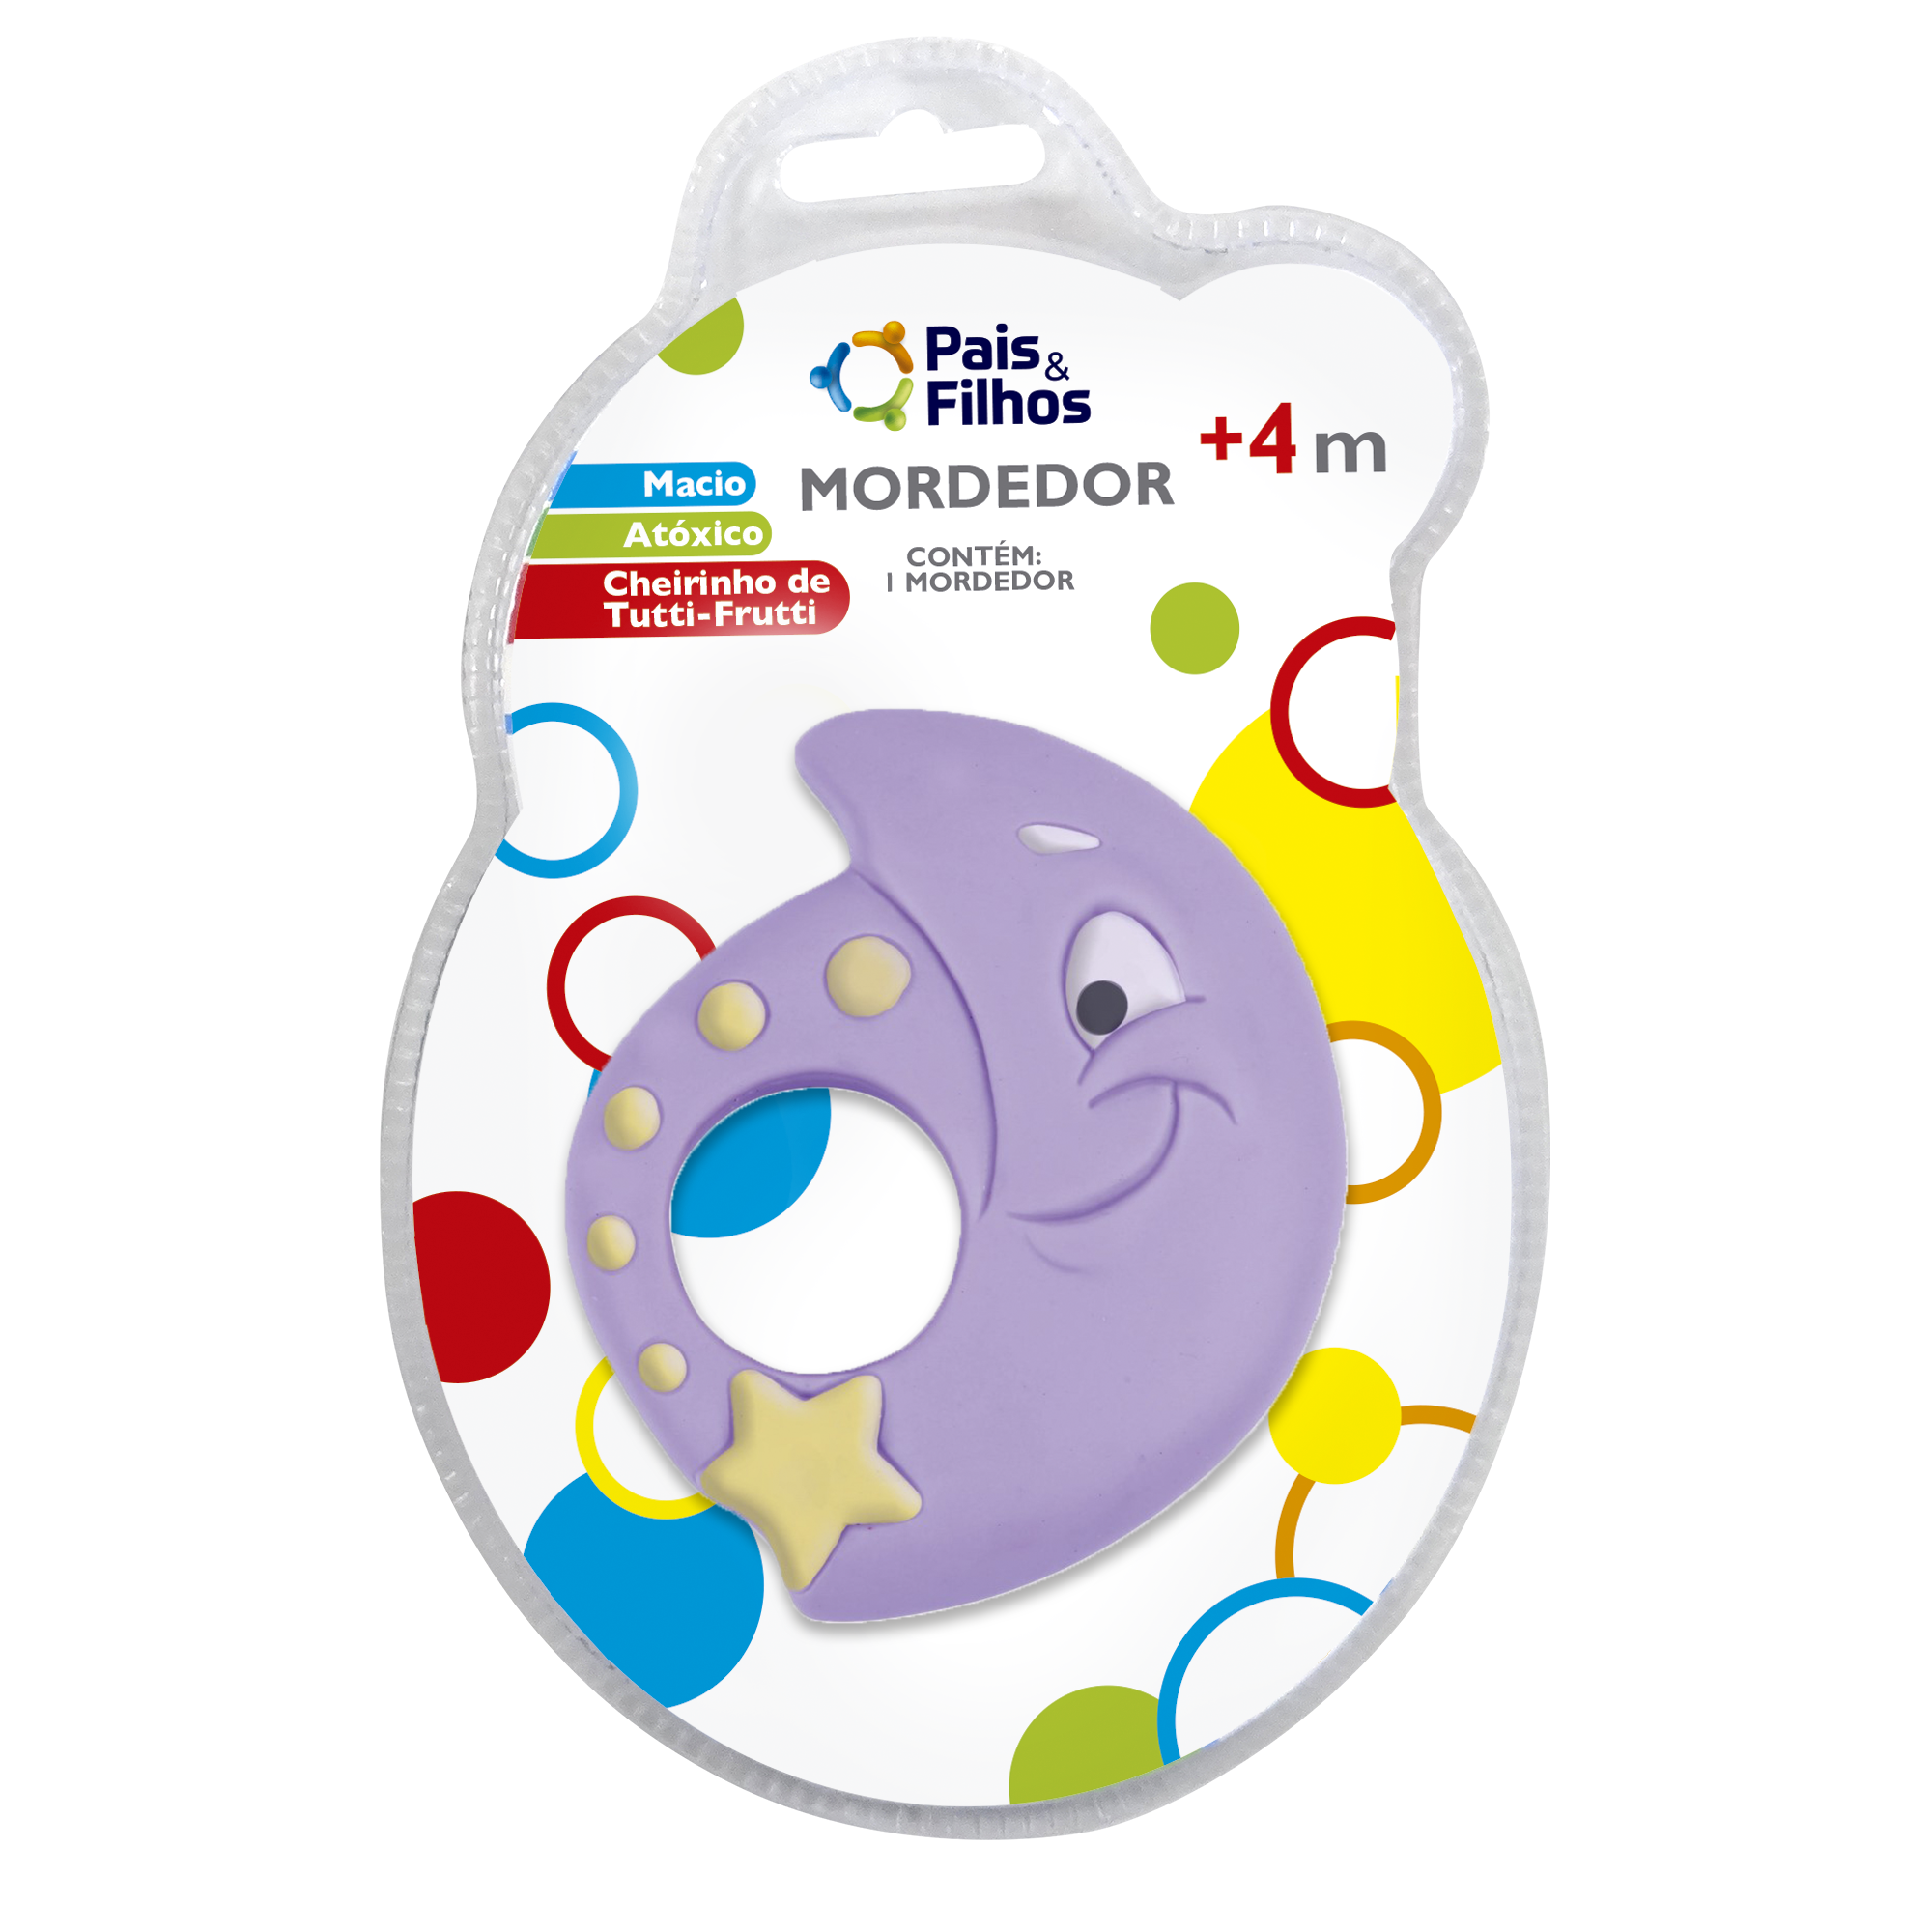 Pais &
Filhos
+4 m
MORDEDOR
Macio
Atóxico
Cheirinho de
Tutti-Frutti
CONTÉM:
1 MORDEDOR